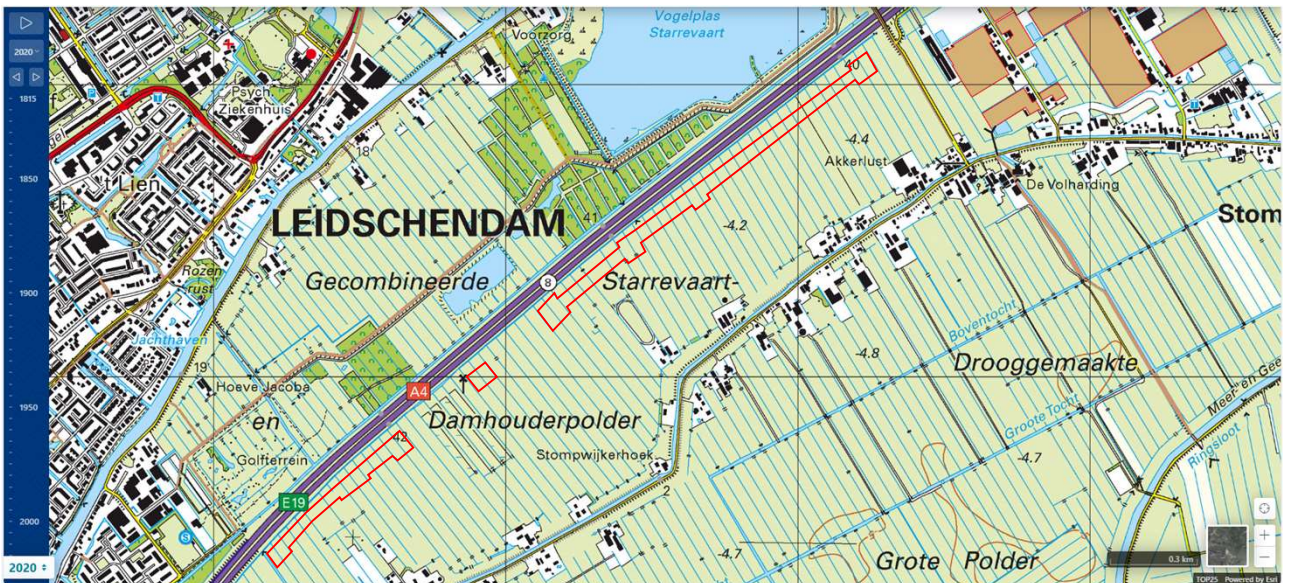 2020
1815
1850
1900
1950
2000
2020
Vogelplas
Starrevaart
Voorzorg
Psych.
Ziekenhuis
't Lien
18
40
-4.2
-4.4
Akkerlust
De Volharding
LEIDSCHENDAM
41
-4.2
Stom
Rozen
rust
Gecombineerde
8
Starrevaart-
Jachthaven
Boventocht
-4.8
Drooggemaakte
19
Hoeve Jacoba
A4
en
Damhouderpolder
Groote Tocht
Meer- en Gee
Ringsloot
42
Golfterrein
Stompwijkerhoek
-4.7
2
E19
S
-4.7
Grote Polder
0.3 km
TOP25 Powered by Esri